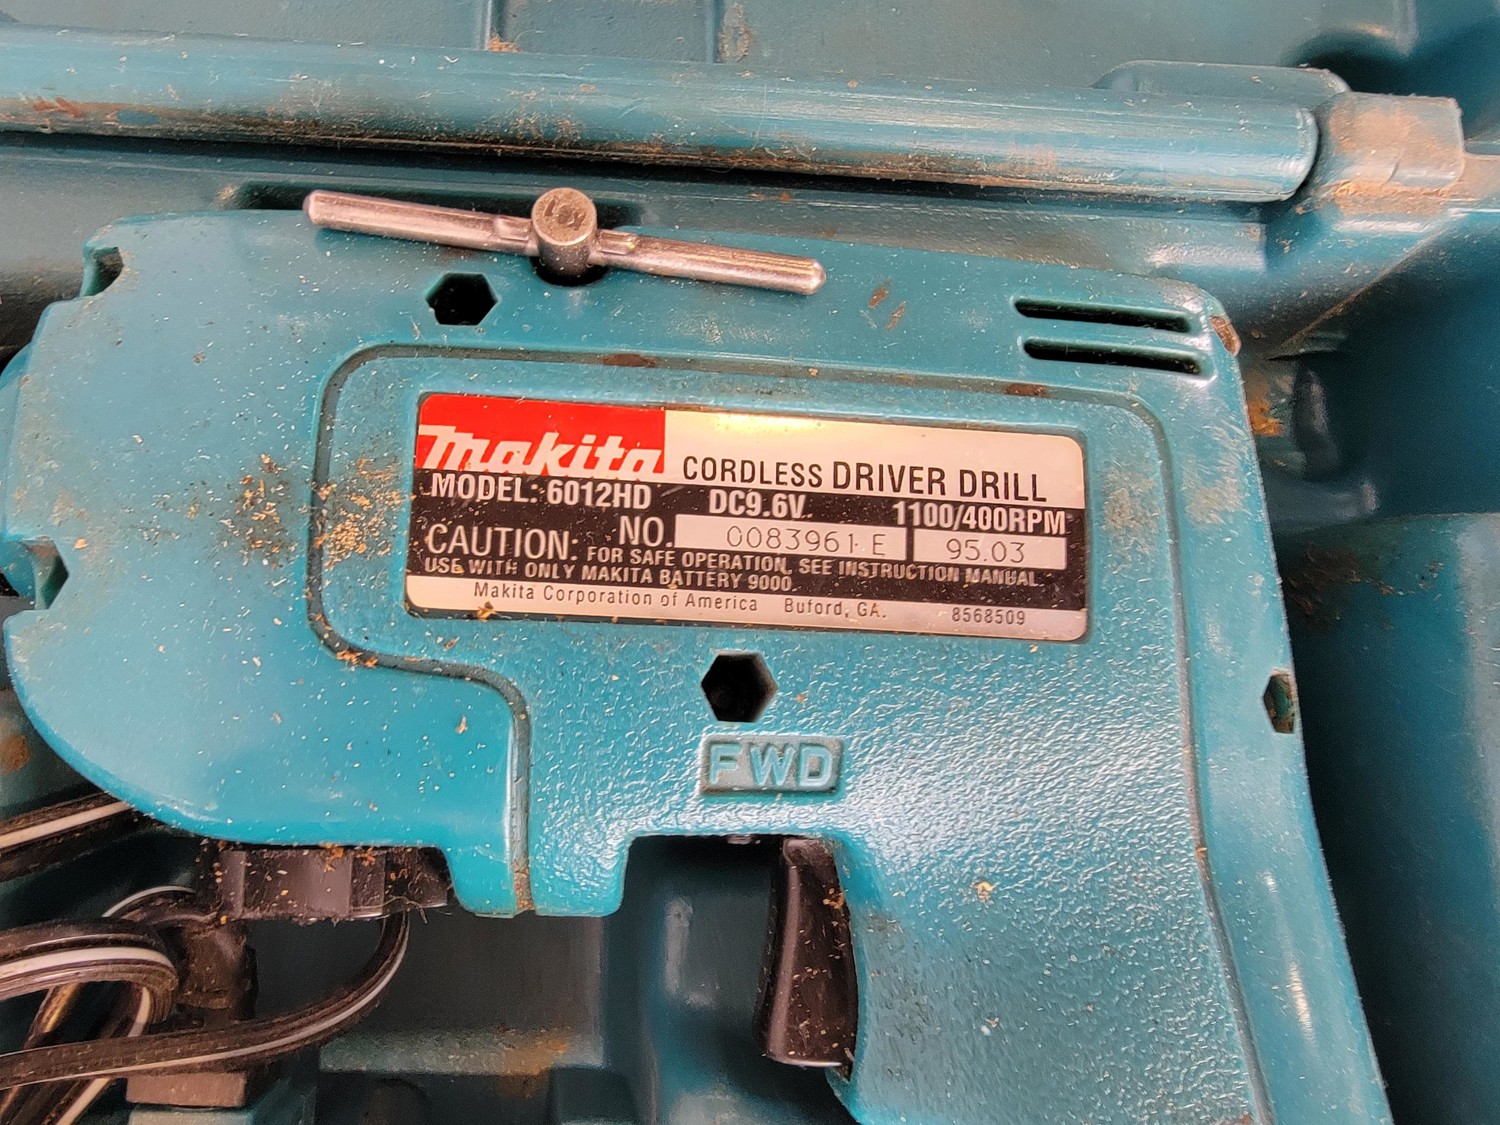 makita CORDLESS DRIVER DRILL
MODEL: 6012HD DC9.6V 1100/400RPM
NO. 0083961 E 95.03
CAUTION: FOR SAFE OPERATION, SEE INSTRUCTION MANUAL.
USE WITH ONLY MAKITA BATTERY 9000.
Makita Corporation of America Buford, GA. 8568509
FWD